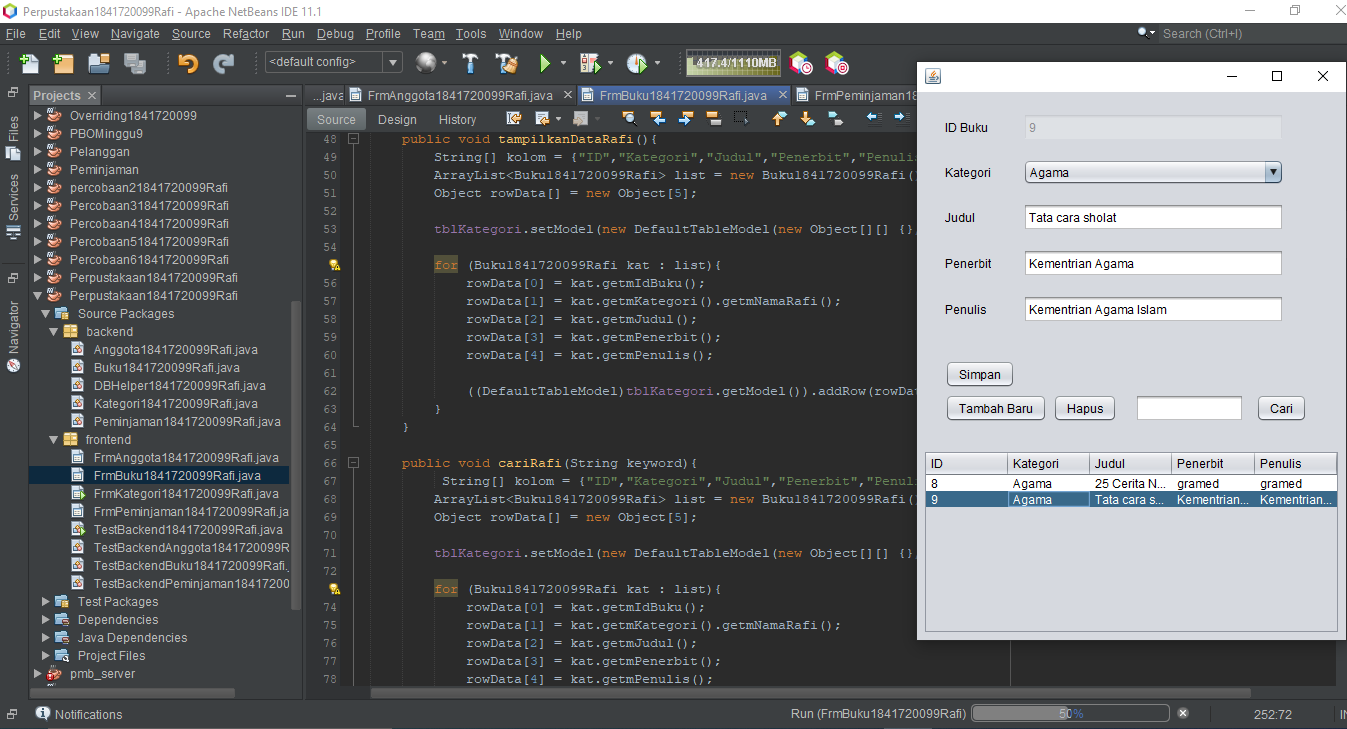 Perpustakaan1841720099Rafi - Apache NetBeans IDE 11.1
File Edit View Navigate Source Refactor Run Debug Profile Team Tools Window Help
Search (Ctrl+I)
<default config>
417.4/1110MB
Projects
...java
FrmAnggota1841720099Rafi.java
FrmBuku1841720099Rafi.java
FrmPeminjaman18
Source Design History
Files
Services
Navigator
Overriding1841720099
PBOMinggu9
Pelanggan
Peminjaman
percobaan21841720099Rafi
Percobaan31841720099Rafi
Percobaan41841720099Rafi
Percobaan51841720099Rafi
Percobaan61841720099Rafi
Perpustakaan1841720099Rafi
Perpustakaan1841720099Rafi
Source Packages
backend
Anggota1841720099Rafi.java
Buku1841720099Rafi.java
DBHelper1841720099Rafi.java
Kategori1841720099Rafi.java
Peminjaman1841720099Rafi.java
frontend
FrmAnggota1841720099Rafi.java
FrmBuku1841720099Rafi.java
FrmKategori1841720099Rafi.java
FrmPeminjaman1841720099Rafi.ja
TestBackend1841720099Rafi.java
TestBackendAnggota1841720099R
TestBackendBuku1841720099Rafi.
TestBackendPeminjaman18417200
Test Packages
Dependencies
Java Dependencies
Project Files
pmb_server
48 public void tampilkanDataRafi(){
49 String[] kolom = {"ID","Kategori","Judul","Penerbit","Penulis
50 ArrayList<Buku1841720099Rafi> list = new Buku1841720099Rafi()
51 Object rowData[] = new Object[5];
52
53 tblKategori.setModel(new DefaultTableModel(new Object[][] {},
54
for (Buku1841720099Rafi kat : list){
56 rowData[0] = kat.getmIdBuku();
57 rowData[1] = kat.getmKategori().getmNamaRafi();
58 rowData[2] = kat.getmJudul();
59 rowData[3] = kat.getmPenerbit();
60 rowData[4] = kat.getmPenulis();
61
62 ((DefaultTableModel)tblKategori.getModel()).addRow(rowDat
63 }
64 }
65
66 public void cariRafi(String keyword){
67 String[] kolom = {"ID","Kategori","Judul","Penerbit","Penul
68 ArrayList<Buku1841720099Rafi> list = new Buku1841720099Rafi()
69 Object rowData[] = new Object[5];
70
71 tblKategori.setModel(new DefaultTableModel(new Object[][] {},
72
for (Buku1841720099Rafi kat : list){
74 rowData[0] = kat.getmIdBuku();
75 rowData[1] = kat.getmKategori().getmNamaRafi();
76 rowData[2] = kat.getmJudul();
77 rowData[3] = kat.getmPenerbit();
78 rowData[4] = kat.getmPenulis();
ID Buku 9
Kategori Agama
Judul Tata cara sholat
Penerbit Kementrian Agama
Penulis Kementrian Agama Islam
Simpan
Tambah Baru Hapus Cari
ID Kategori Judul Penerbit Penulis
8 Agama 25 Cerita N... gramed gramed
9 Agama Tata cara s... Kementrian... Kementrian...
Notifications
Run (FrmBuku1841720099Rafi) 50% 252:72 IN